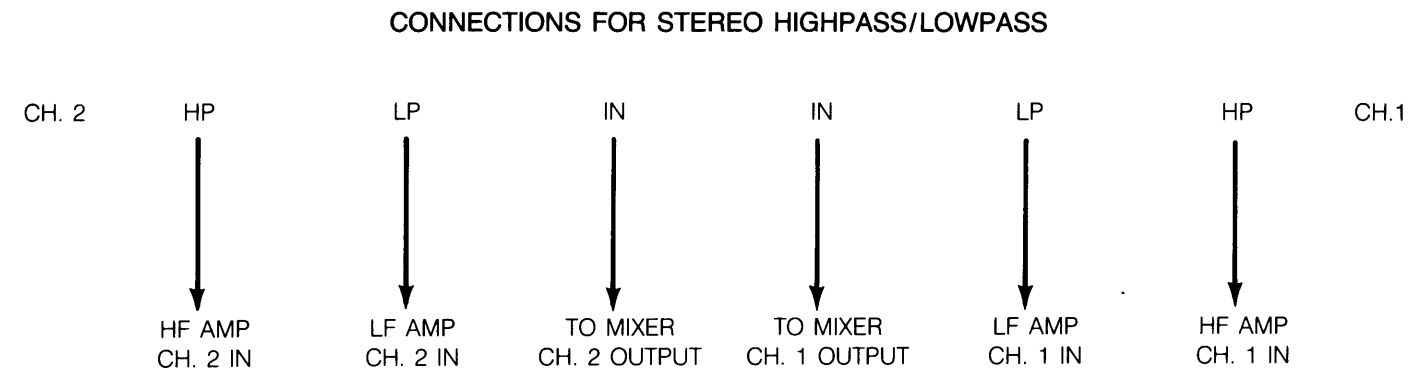 CONNECTIONS FOR STEREO HIGHPASS/LOWPASS
CH. 2 HP LP IN IN LP HP CH.1
HF AMP LF AMP TO MIXER TO MIXER LF AMP HF AMP
CH. 2 IN CH. 2 IN CH. 2 OUTPUT CH. 1 OUTPUT CH. 1 IN CH. 1 IN